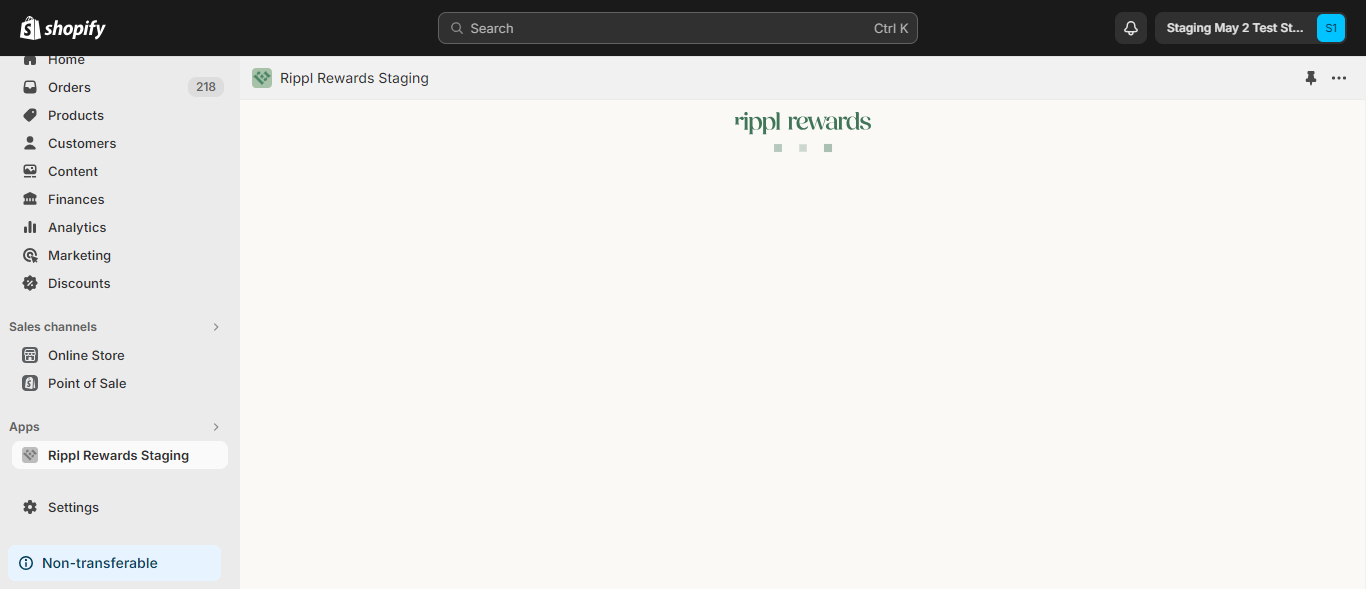 shopify
Search
Ctrl K
Staging May 2 Test St...
S1
Home
Orders
218
Products
Customers
Content
Finances
Analytics
Marketing
Discounts
Sales channels
Online Store
Point of Sale
Apps
Rippl Rewards Staging
Settings
Non-transferable
Rippl Rewards Staging
rippl rewards